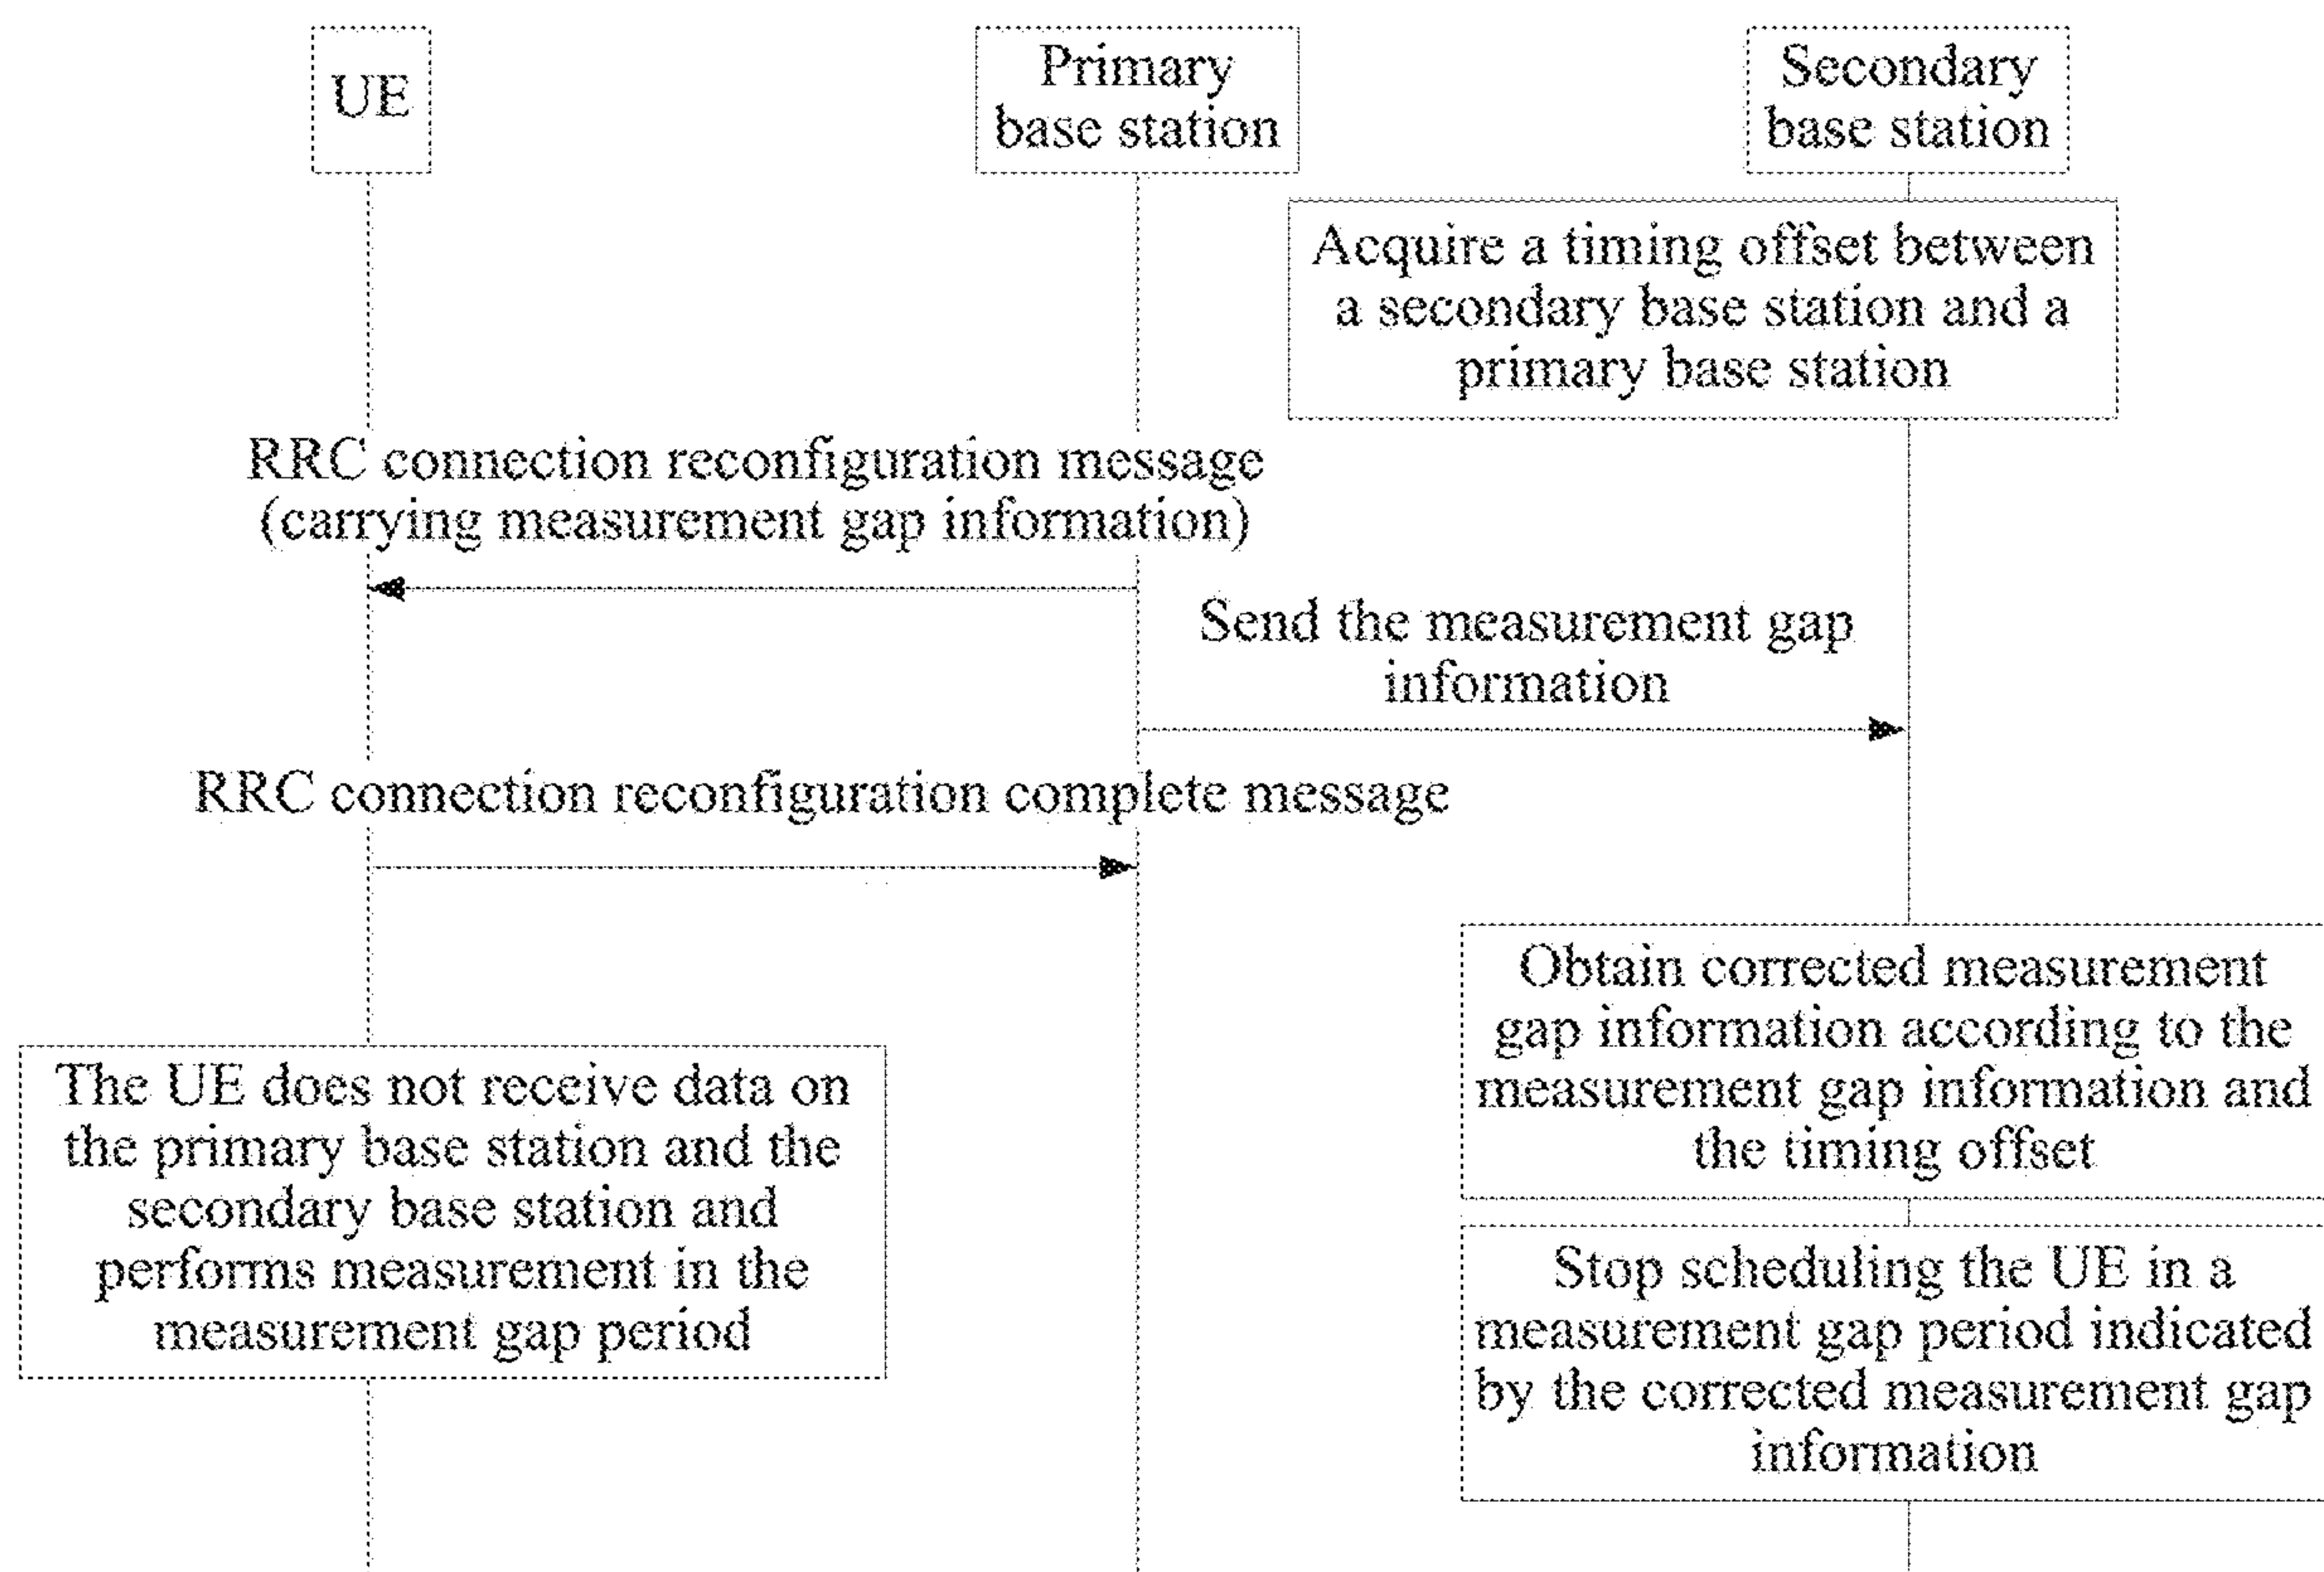 UE
Primary
base station
Secondary
base station
Acquire a timing offset between
a secondary base station and a
primary base station
RRC connection reconfiguration message
(carrying measurement gap information)
Send the measurement gap
information
RRC connection reconfiguration complete message
Obtain corrected measurement
gap information according to the
measurement gap information and
the timing offset
The UE does not receive data on
the primary base station and the
secondary base station and
performs measurement in the
measurement gap period
Stop scheduling the UE in a
measurement gap period indicated
by the corrected measurement gap
information